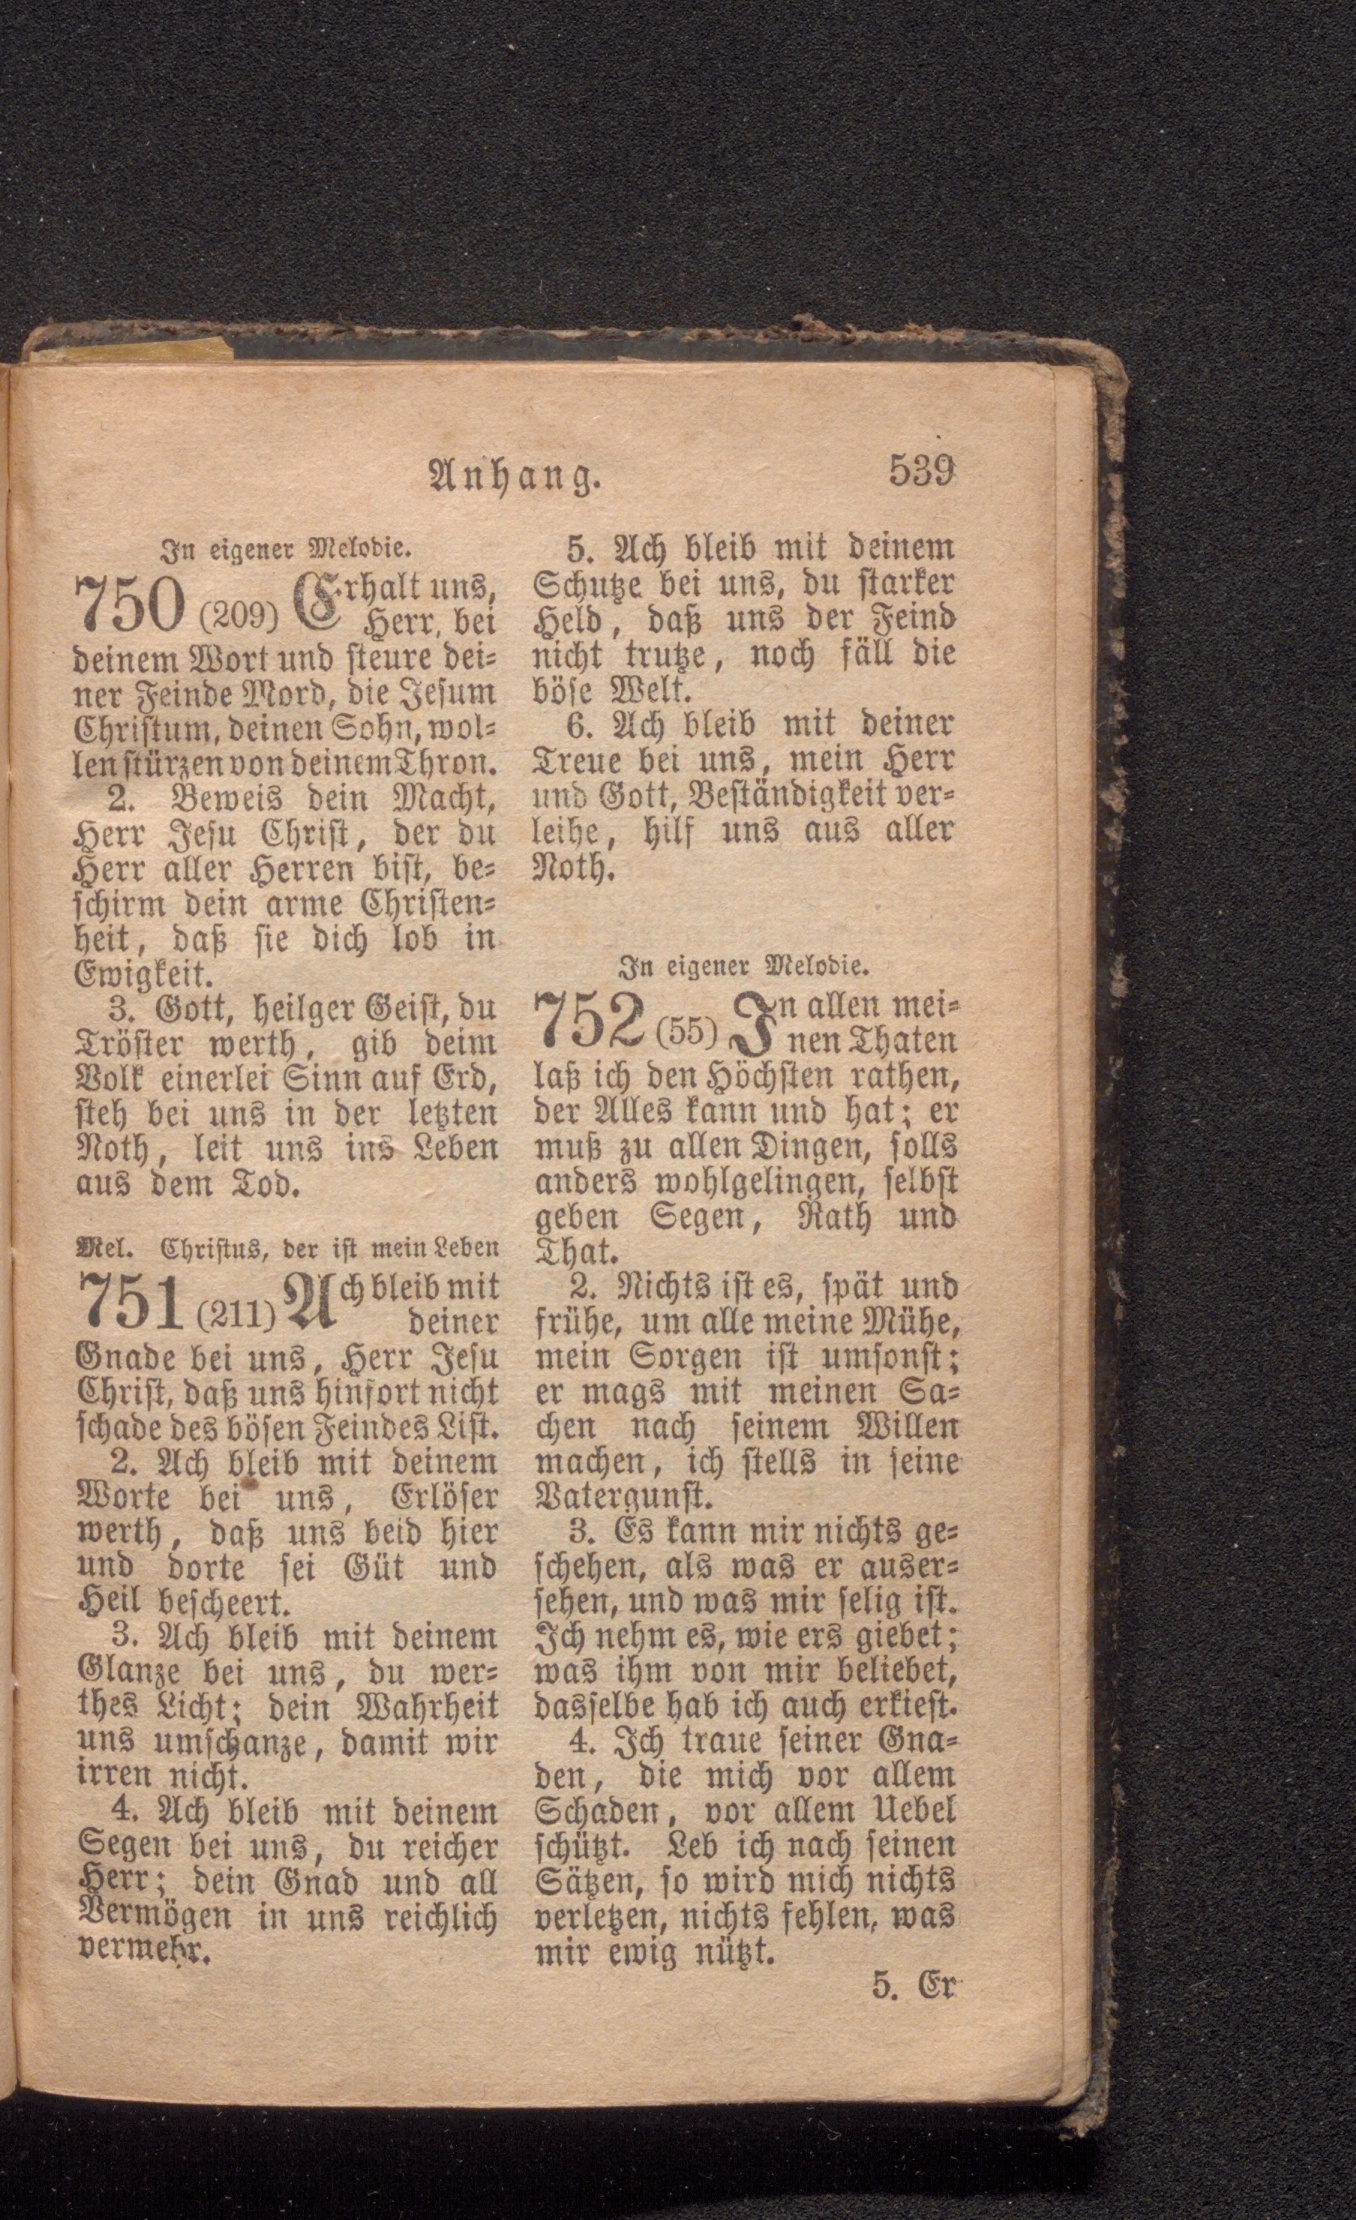 Anhang. 539
In eigener Melodie.
750 (209) Erhalt uns,
Herr, bei
deinem Wort und steure dei-
ner Feinde Mord, die Jesum
Christum, deinen Sohn, wol-
len stürzen von deinem Thron.
2. Beweis dein Macht,
Herr Jesu Christ, der du
Herr aller Herren bist, be-
schirm dein arme Christen-
heit, daß sie dich lob in
Ewigkeit.
3. Gott, heilger Geist, du
Tröster werth, gib deim
Volk einerlei Sinn auf Erd,
steh bei uns in der letzten
Noth, leit uns ins Leben
aus dem Tod.
Mel. Christus, der ist mein Leben
751 (211) Ach bleib mit
deiner
Gnade bei uns, Herr Jesu
Christ, daß uns hinfort nicht
schade des bösen Feindes List.
2. Ach bleib mit deinem
Worte bei uns, Erlöser
werth, daß uns beid hier
und dorte sei Güt und
Heil bescheert.
3. Ach bleib mit deinem
Glanze bei uns, du wer-
thes Licht; dein Wahrheit
uns umschanze, damit wir
irren nicht.
4. Ach bleib mit deinem
Segen bei uns, du reicher
Herr; dein Gnad und all
Vermögen in uns reichlich
vermehr.
5. Ach bleib mit deinem
Schutze bei uns, du starker
Held, daß uns der Feind
nicht trutze, noch fäll die
böse Welt.
6. Ach bleib mit deiner
Treue bei uns, mein Herr
und Gott, Beständigkeit ver-
leihe, hilf uns aus aller
Noth.
In eigener Melodie.
752 (55) In allen mei-
nen Thaten
laß ich den Höchsten rathen,
der Alles kann und hat; er
muß zu allen Dingen, solls
anders wohlgelingen, selbst
geben Segen, Rath und
That.
2. Nichts ist es, spät und
frühe, um alle meine Mühe,
mein Sorgen ist umsonst;
er mags mit meinen Sa-
chen nach seinem Willen
machen, ich stells in seine
Vatergunst.
3. Es kann mir nichts ge-
schehen, als was er auser-
sehen, und was mir selig ist.
Ich nehm es, wie ers giebet;
was ihm von mir beliebet,
dasselbe hab ich auch erkiest.
4. Ich traue seiner Gna-
den, die mich vor allem
Schaden, vor allem Uebel
schützt. Leb ich nach seinen
Sätzen, so wird mich nichts
verletzen, nichts fehlen, was
mir ewig nützt.
5. Er